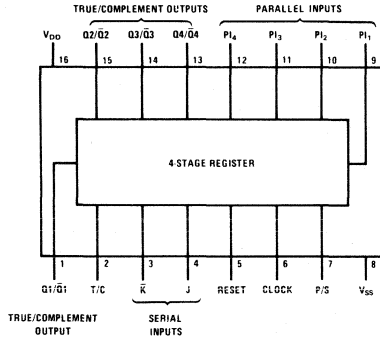 TRUE/COMPLEMENT OUTPUTS PARALLEL INPUTS
VDD Q2/Q̅2 Q3/Q̅3 Q4/Q̅4 PI4 PI3 PI2 PI1
16 15 14 13 12 11 10 9
4-STAGE REGISTER
1 2 3 4 5 6 7 8
Q1/Q̅1 T/C K̅ J RESET CLOCK P/S VSS
TRUE/COMPLEMENT SERIAL
OUTPUT INPUTS